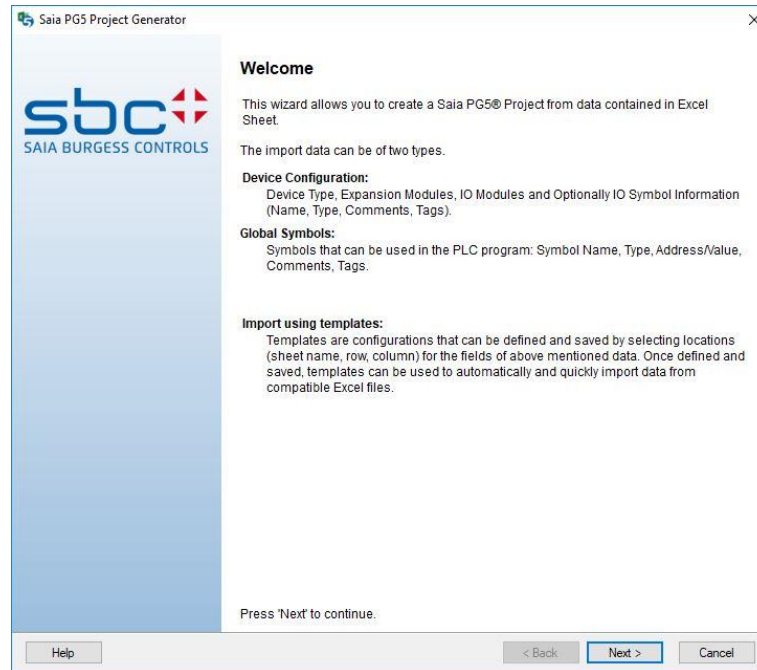 Saia PG5 Project Generator
sbc
SAIA BURGESS CONTROLS
Welcome
This wizard allows you to create a Saia PG5® Project from data contained in Excel
Sheet.
The import data can be of two types.
Device Configuration:
Device Type, Expansion Modules, IO Modules and Optionally IO Symbol Information
(Name, Type, Comments, Tags).
Global Symbols:
Symbols that can be used in the PLC program: Symbol Name, Type, Address/Value,
Comments, Tags.
Import using templates:
Templates are configurations that can be defined and saved by selecting locations
(sheet name, row, column) for the fields of above mentioned data. Once defined and
saved, templates can be used to automatically and quickly import data from
compatible Excel files.
Press 'Next' to continue.
Help
< Back
Next >
Cancel